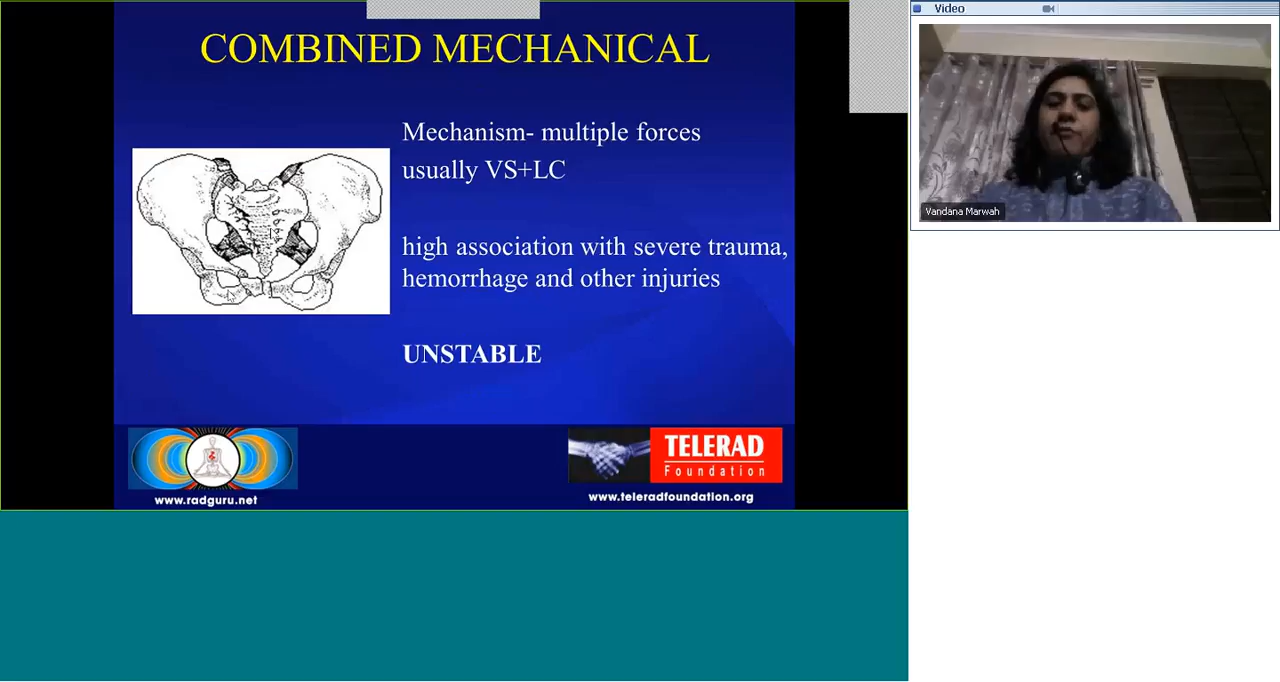 COMBINED MECHANICAL
Mechanism- multiple forces
usually VS+LC
high association with severe trauma,
hemorrhage and other injuries
UNSTABLE
www.radguru.net
TELERAD
Foundation
www.teleradfoundation.org
Video
Vandana Marwah